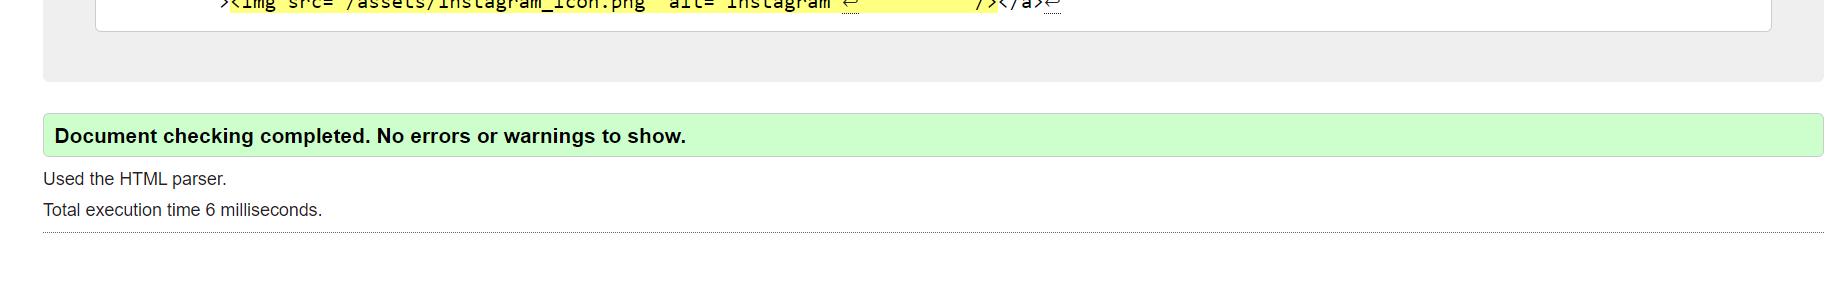 ><img src="/assets/instagram_icon.png" alt="Instagram"↩ /></a>↩
Document checking completed. No errors or warnings to show.
Used the HTML parser.
Total execution time 6 milliseconds.